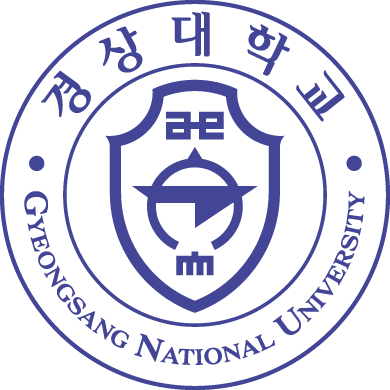 경상대학교
GYEONGSANG NATIONAL UNIVERSITY